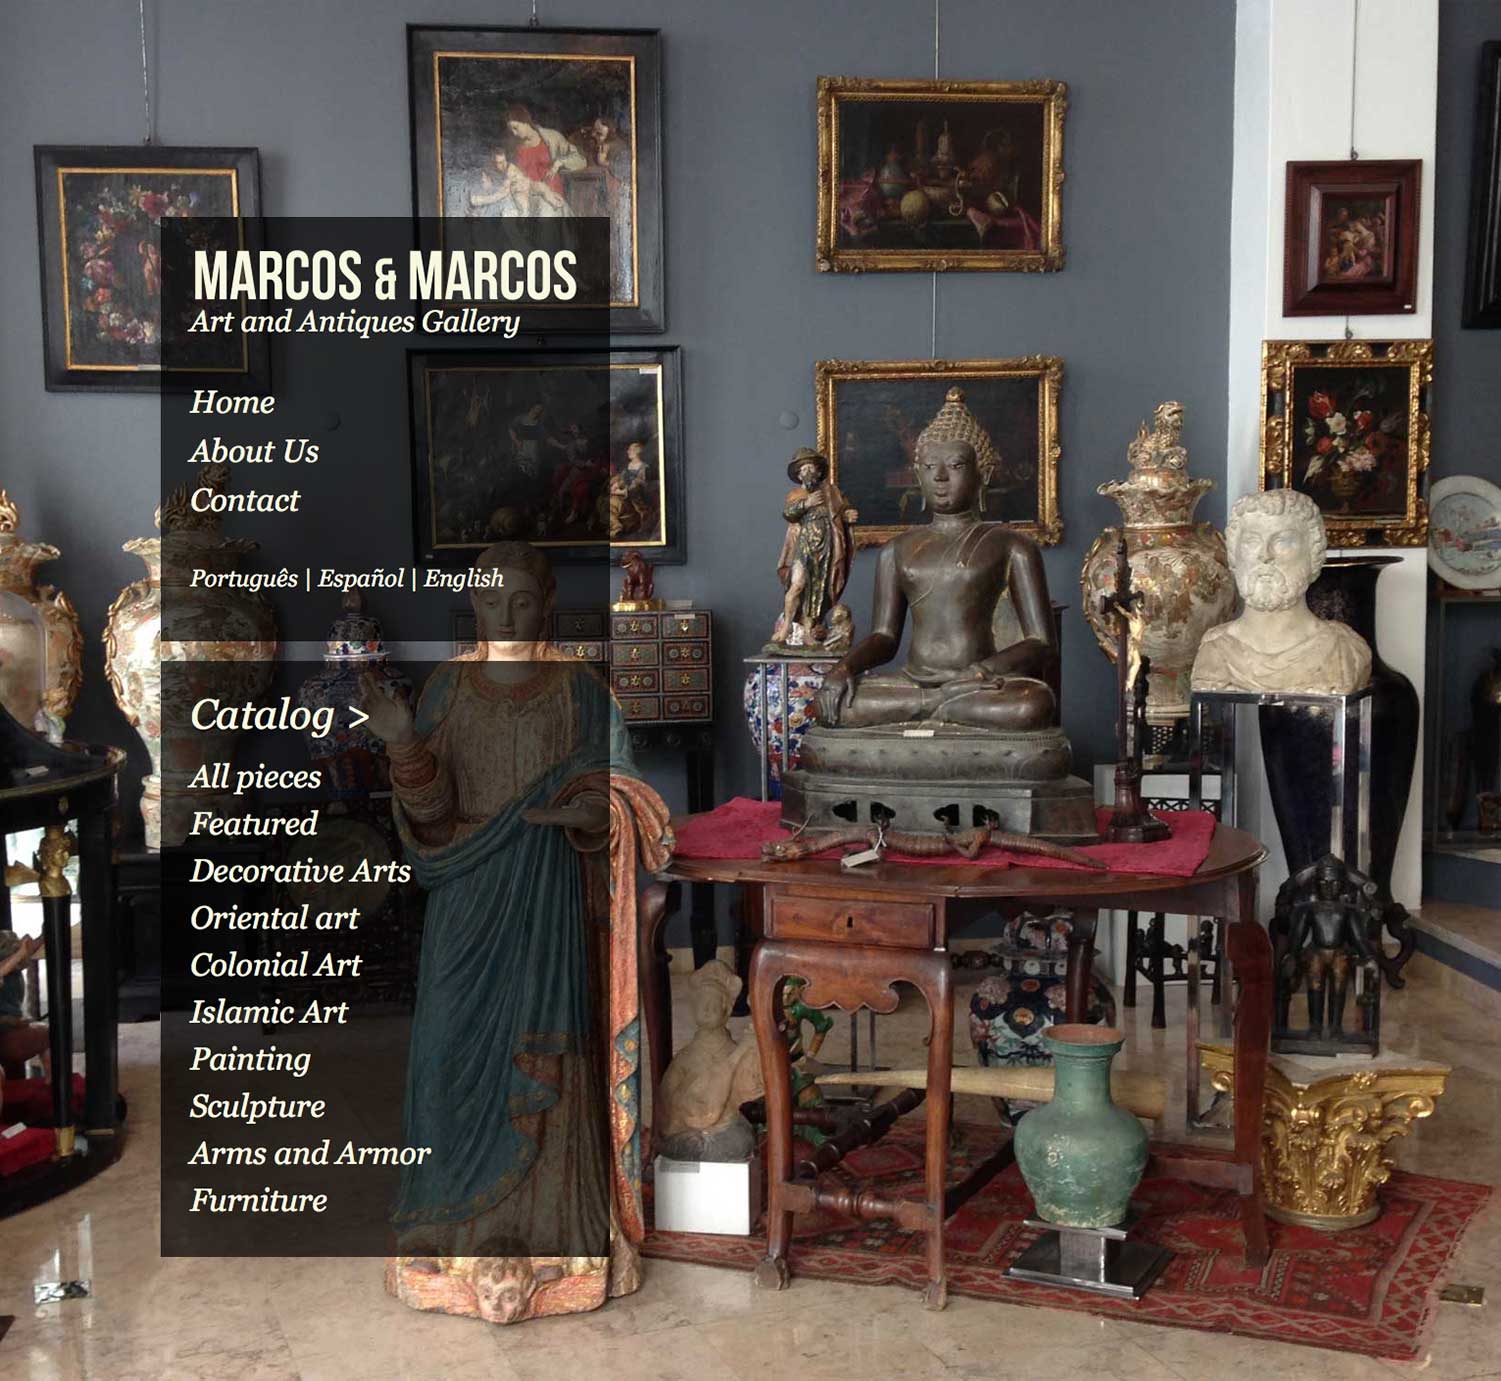 MARCOS & MARCOS
Art and Antiques Gallery
Home
About Us
Contact
Português | Español | English
Catalog >
All pieces
Featured
Decorative Arts
Oriental art
Colonial Art
Islamic Art
Painting
Sculpture
Arms and Armor
Furniture